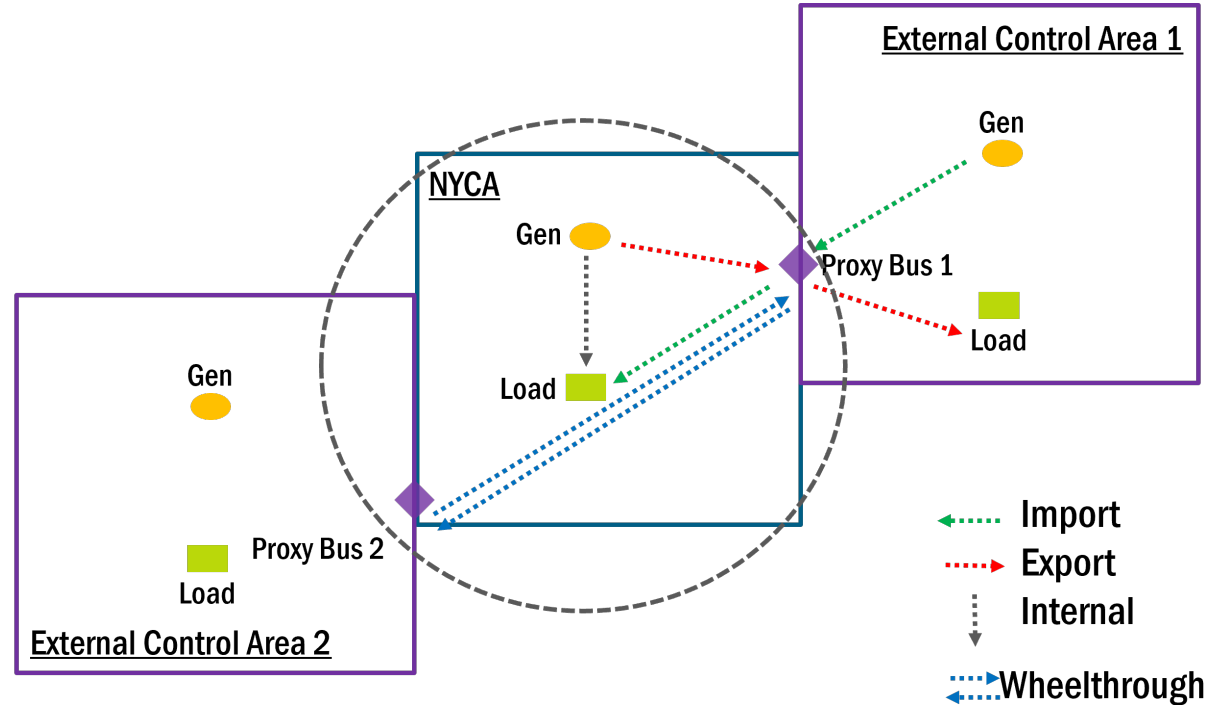 External Control Area 1
Gen
NYCA
Gen
Proxy Bus 1
Load
Gen
Load
Proxy Bus 2
Load
External Control Area 2
Import
Export
Internal
Wheelthrough